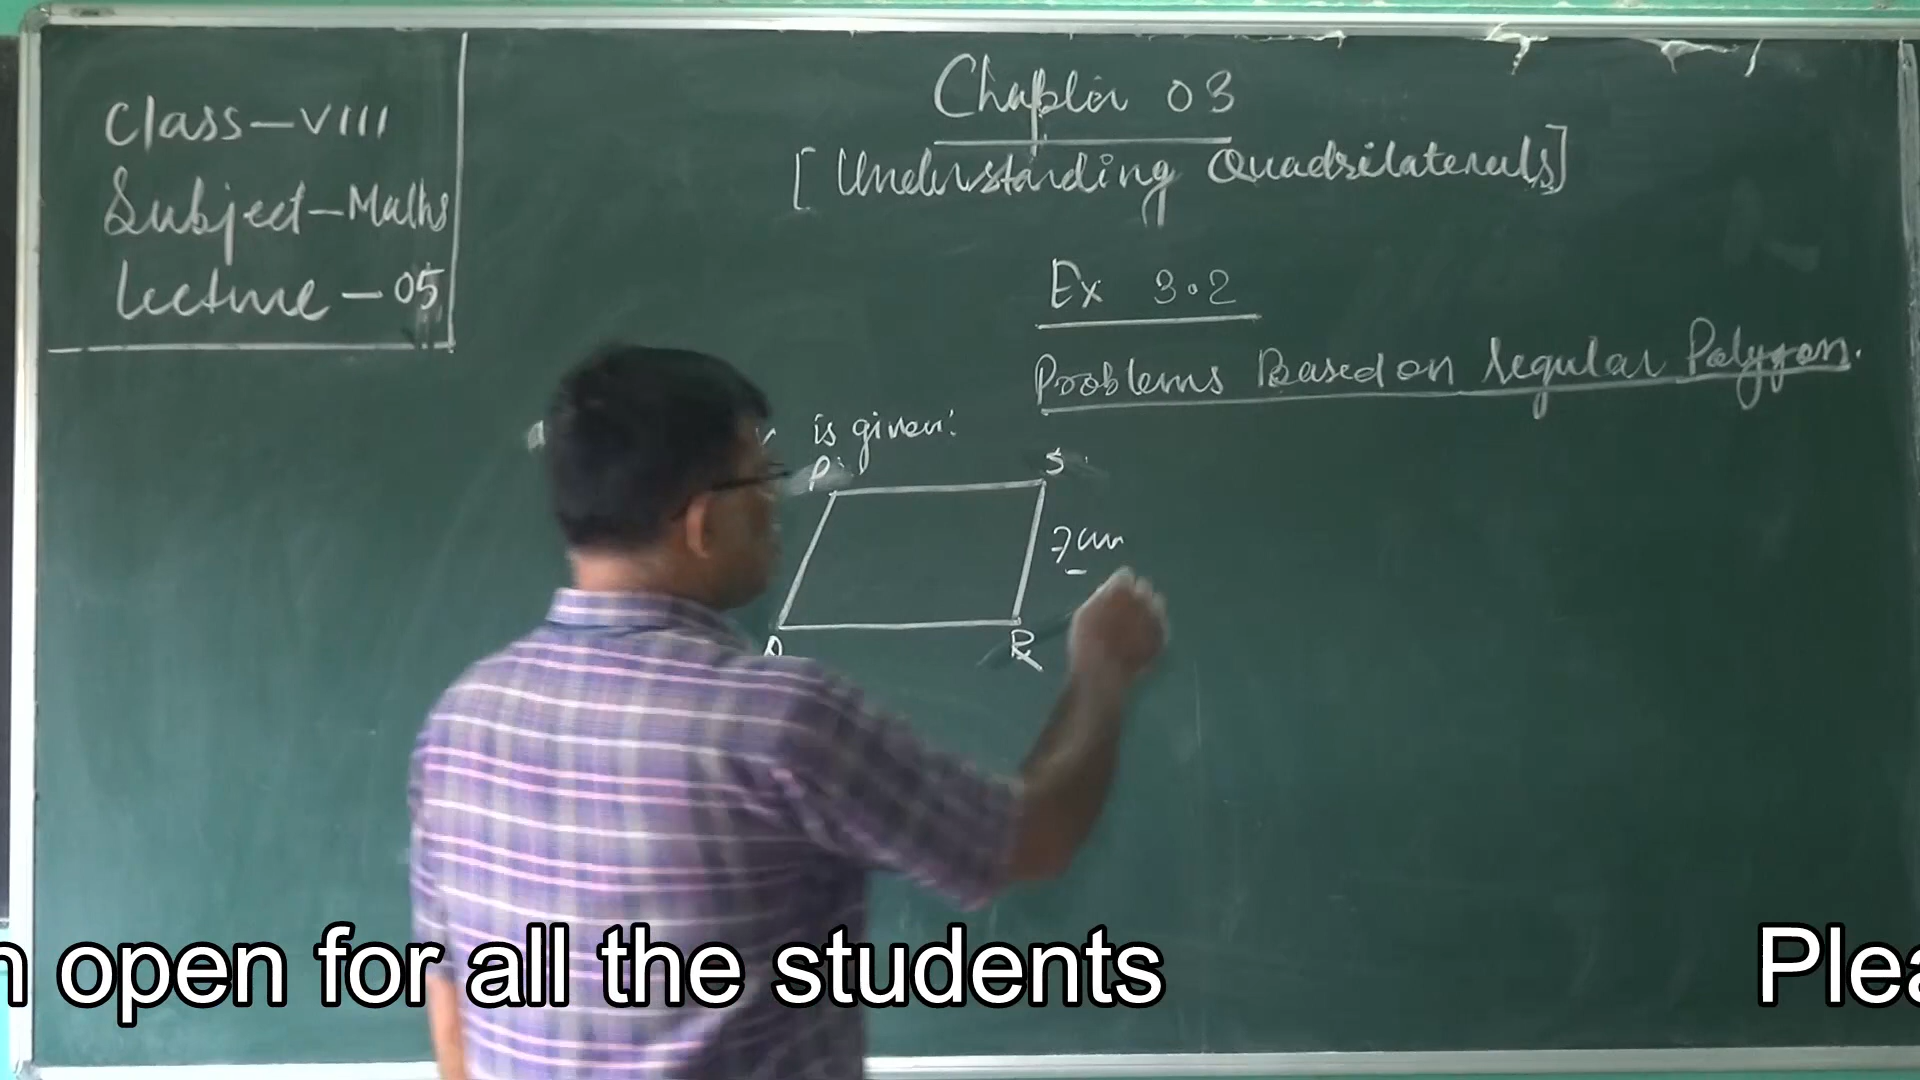 Class-VIII
Subject-Maths
Lecture-05
Chapter 03
[Understanding Quadrilaterals]
Ex 3.2
Problems Based on regular Polygon.
is given:
P
S
7cm
R
open for all the students
Plea